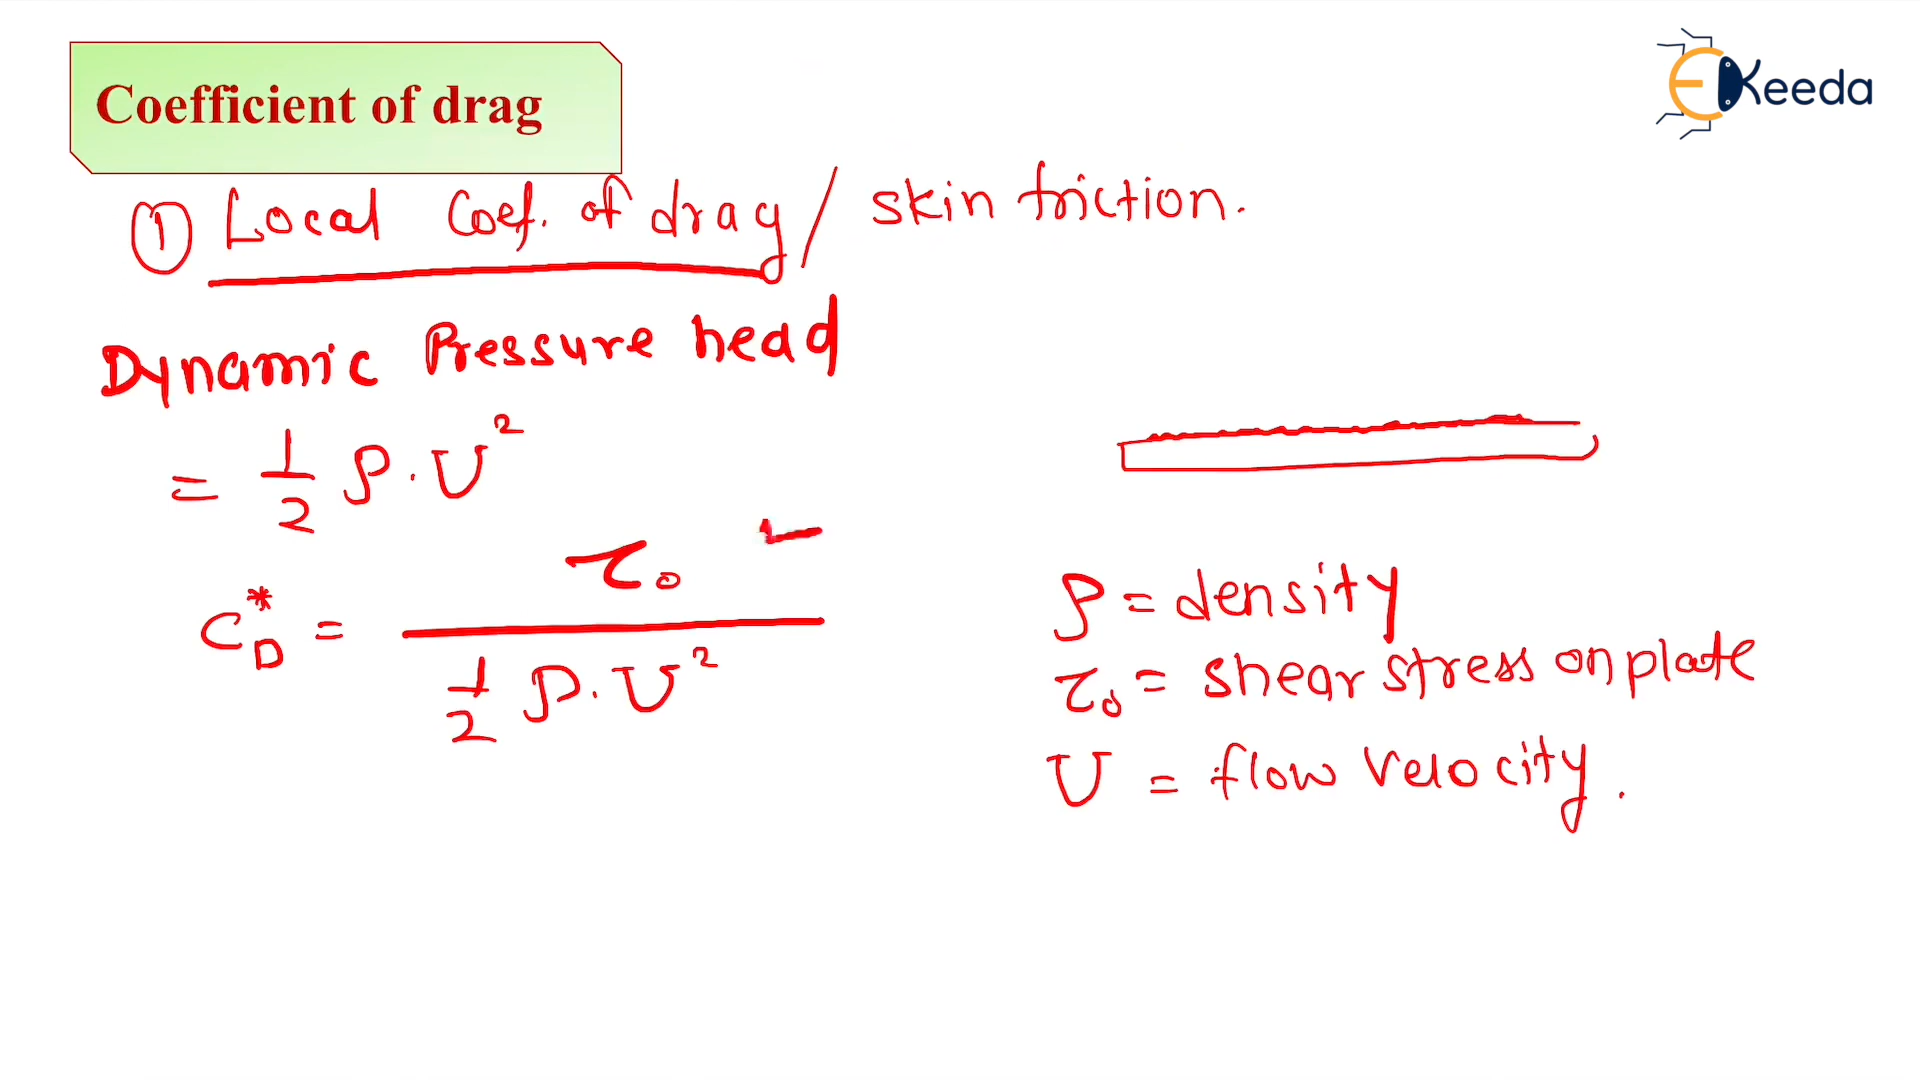 Coefficient of drag
EKeeda
① Local Coef. of drag / skin friction.
Dynamic Pressure head
= 1/2 ρ. U²
C*D = τ₀ / 1/2 ρ. U²
ρ = density
τ₀ = shear stress on plate
U = flow velocity.